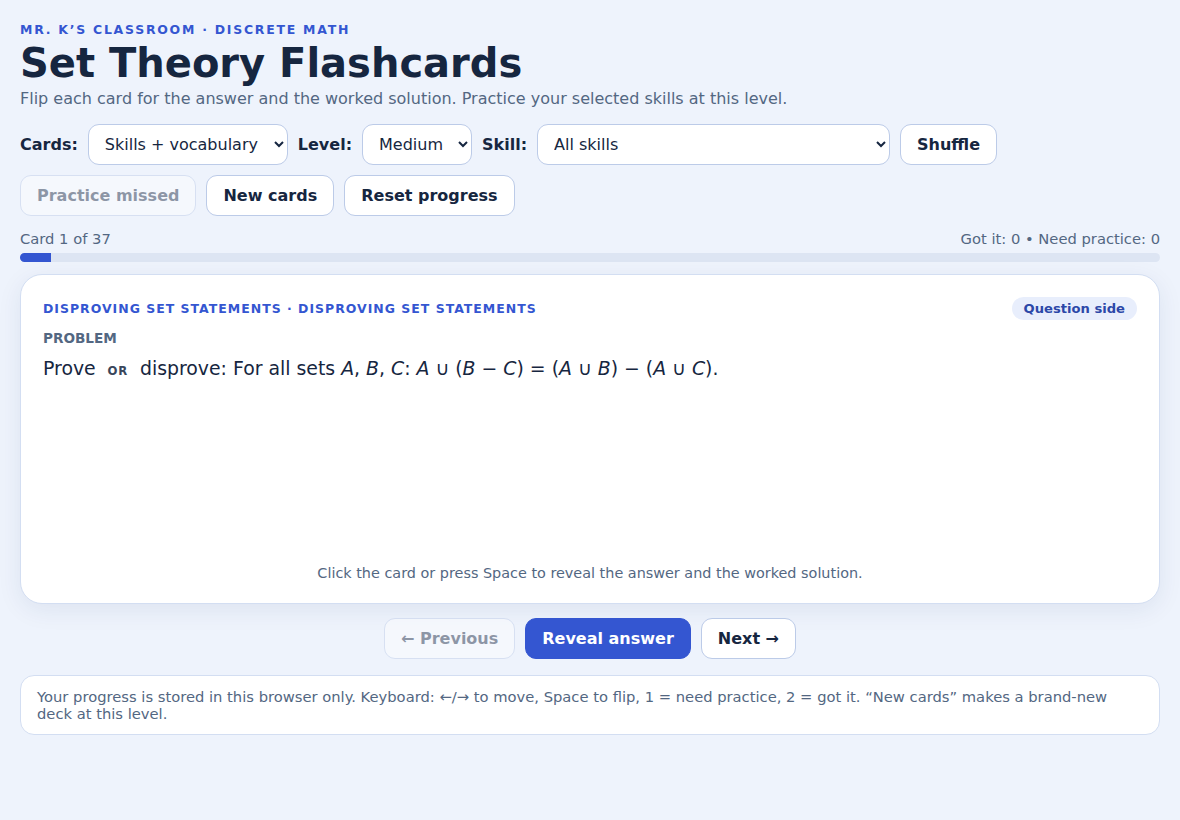 MR. K’S CLASSROOM · DISCRETE MATH
Set Theory Flashcards
Flip each card for the answer and the worked solution. Practice your selected skills at this level.
Cards: Skills + vocabulary Level: Medium Skill: All skills Shuffle
Practice missed New cards Reset progress
Card 1 of 37 Got it: 0 • Need practice: 0
DISPROVING SET STATEMENTS · DISPROVING SET STATEMENTS Question side
PROBLEM
Prove OR disprove: For all sets A, B, C: A ∪ (B − C) = (A ∪ B) − (A ∪ C).
Click the card or press Space to reveal the answer and the worked solution.
← Previous Reveal answer Next →
Your progress is stored in this browser only. Keyboard: ←/→ to move, Space to flip, 1 = need practice, 2 = got it. “New cards” makes a brand-new
deck at this level.